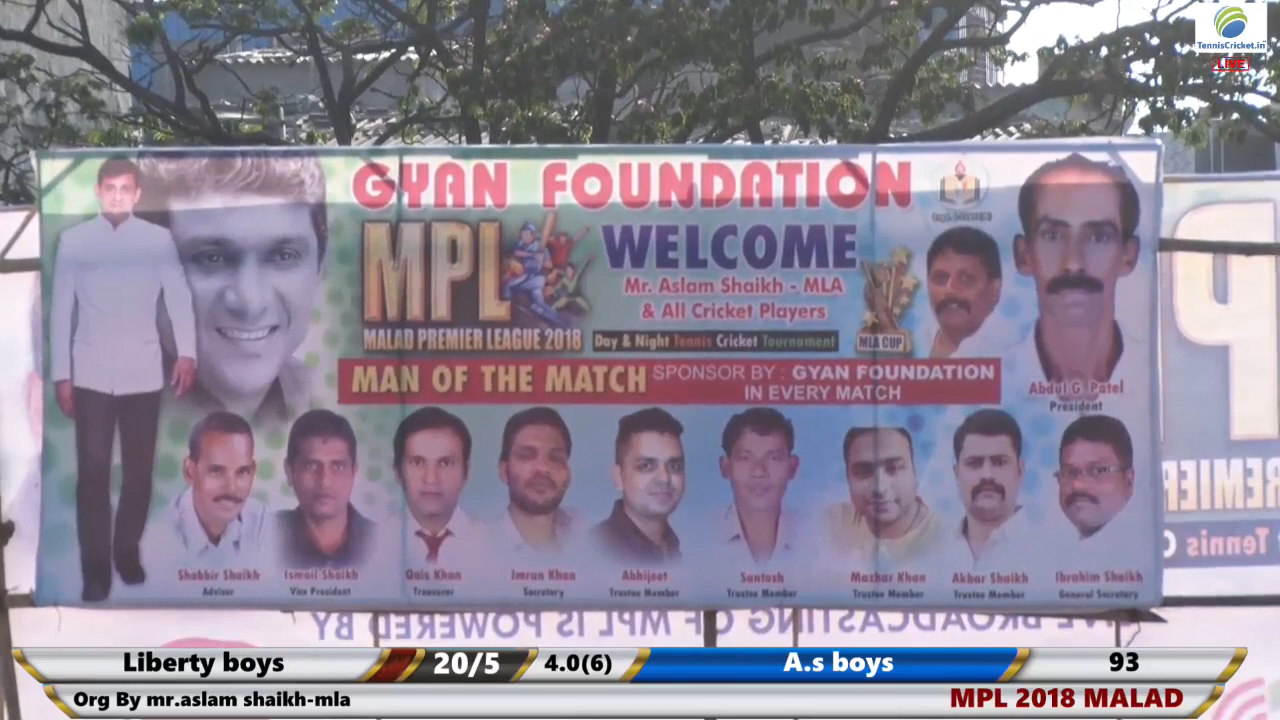 TennisCricket.in
LIVE
GYAN FOUNDATION
MPL
WELCOME
Mr. Aslam Shaikh - MLA
& All Cricket Players
MALAD PREMIER LEAGUE 2018
Day & Night Tennis Cricket Tournament
MLA CUP
MAN OF THE MATCH
SPONSOR BY : GYAN FOUNDATION
IN EVERY MATCH
Abdul G. Patel
President
Shabbir Shaikh
Advisor
Ismail Shaikh
Vice President
Qais Khan
Treasurer
Imran Khan
Secretary
Abhijeet
Trustee Member
Santosh
Trustee Member
Mazhar Khan
Trustee Member
Akbar Shaikh
Trustee Member
Ibrahim Shaikh
General Secretary
P
PREMIER
Tennis C
LIVE BROADCASTING OF MPL IS POWERED BY
Liberty boys 20/5 4.0(6) A.s boys 93
Org By mr.aslam shaikh-mla MPL 2018 MALAD